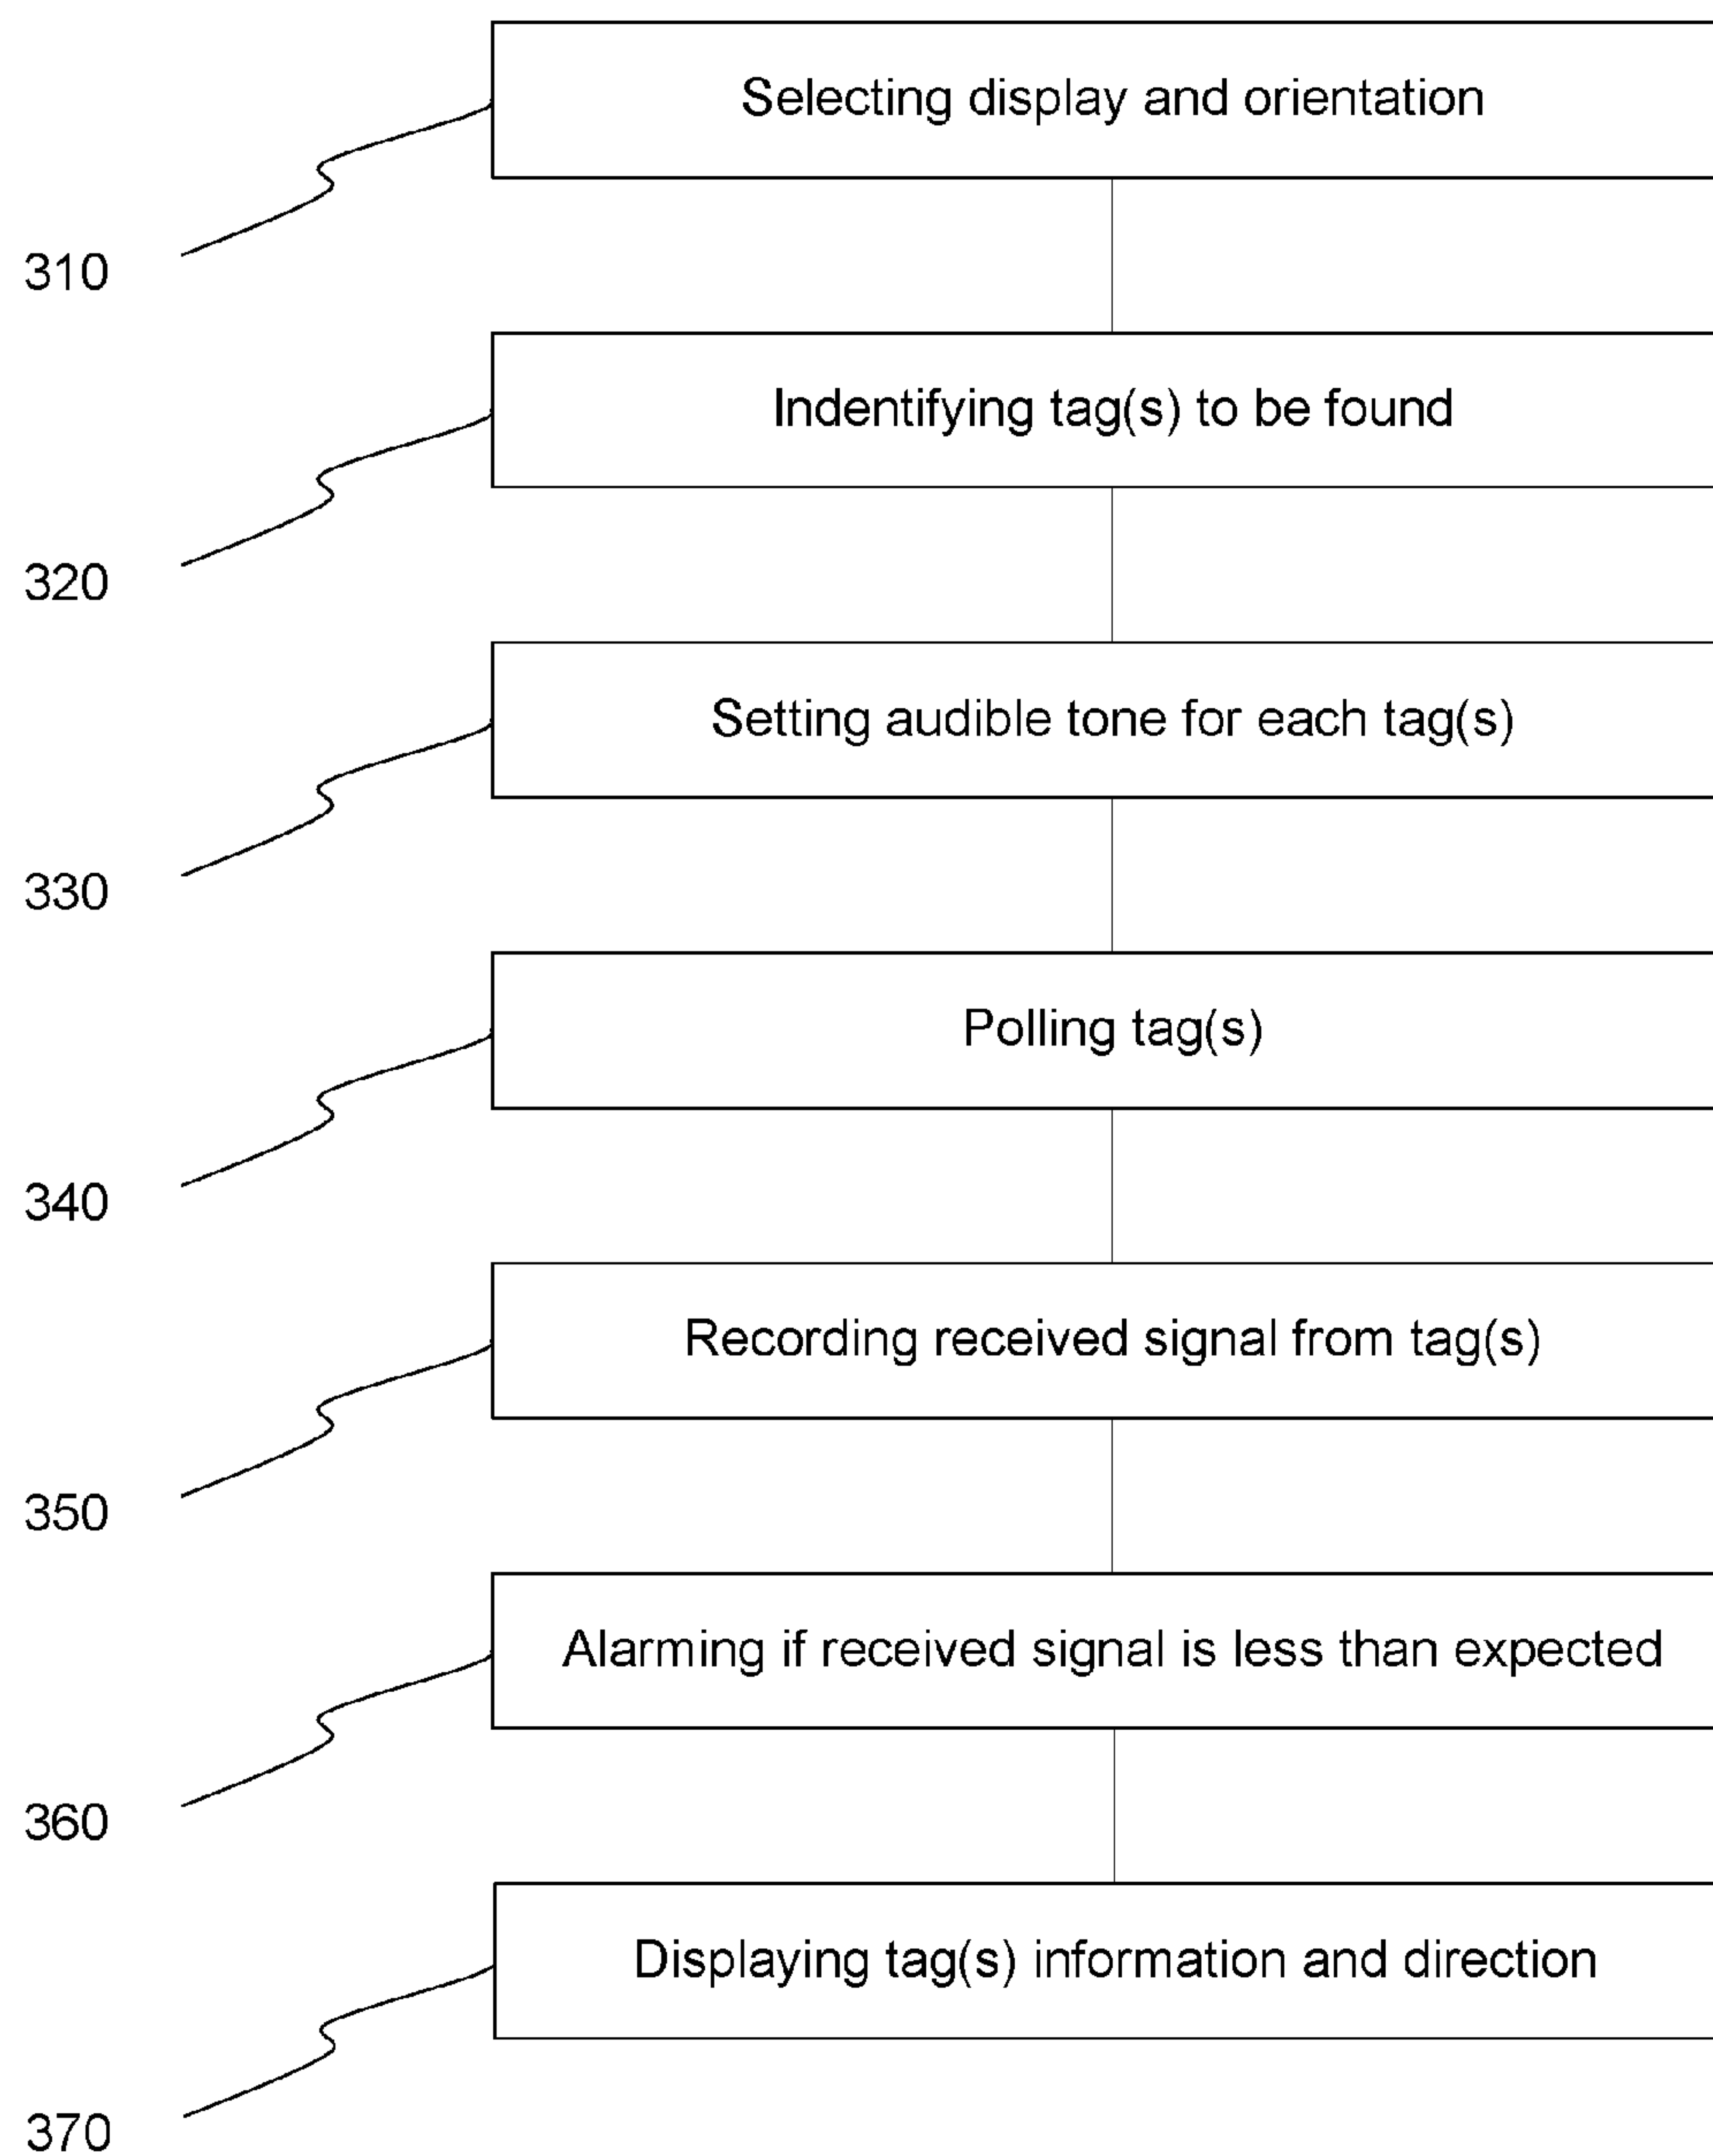 Selecting display and orientation
310
Indentifying tag(s) to be found
320
Setting audible tone for each tag(s)
330
Polling tag(s)
340
Recording received signal from tag(s)
350
Alarming if received signal is less than expected
360
Displaying tag(s) information and direction
370